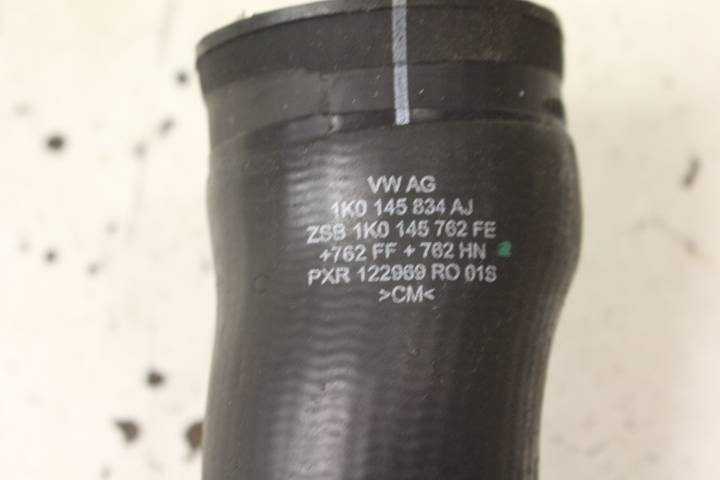 VW AG
1K0 145 834 AJ
ZSB 1K0 145 762 FE
+762 FF + 762 HN
PXR 122969 RO 01S
>CM<